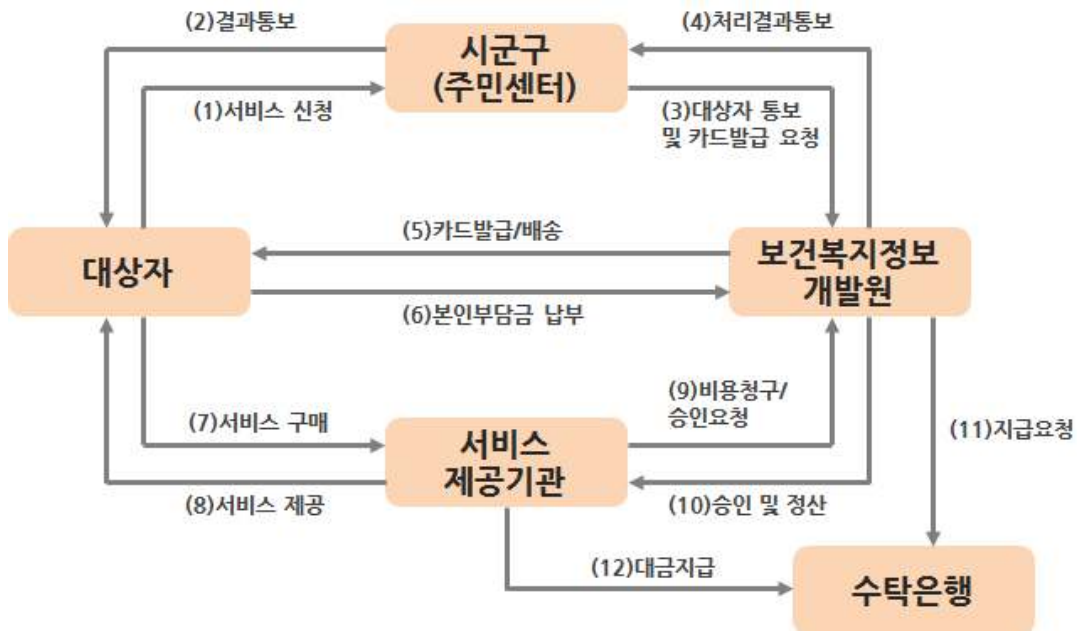 (2)결과통보
(4)처리결과통보
시군구
(주민센터)
(1)서비스 신청
(3)대상자 통보
및 카드발급 요청
(5)카드발급/배송
대상자
보건복지정보
개발원
(6)본인부담금 납부
(9)비용청구/
승인요청
(7)서비스 구매
(11)지급요청
서비스
제공기관
(8)서비스 제공
(10)승인 및 정산
(12)대금지급
수탁은행